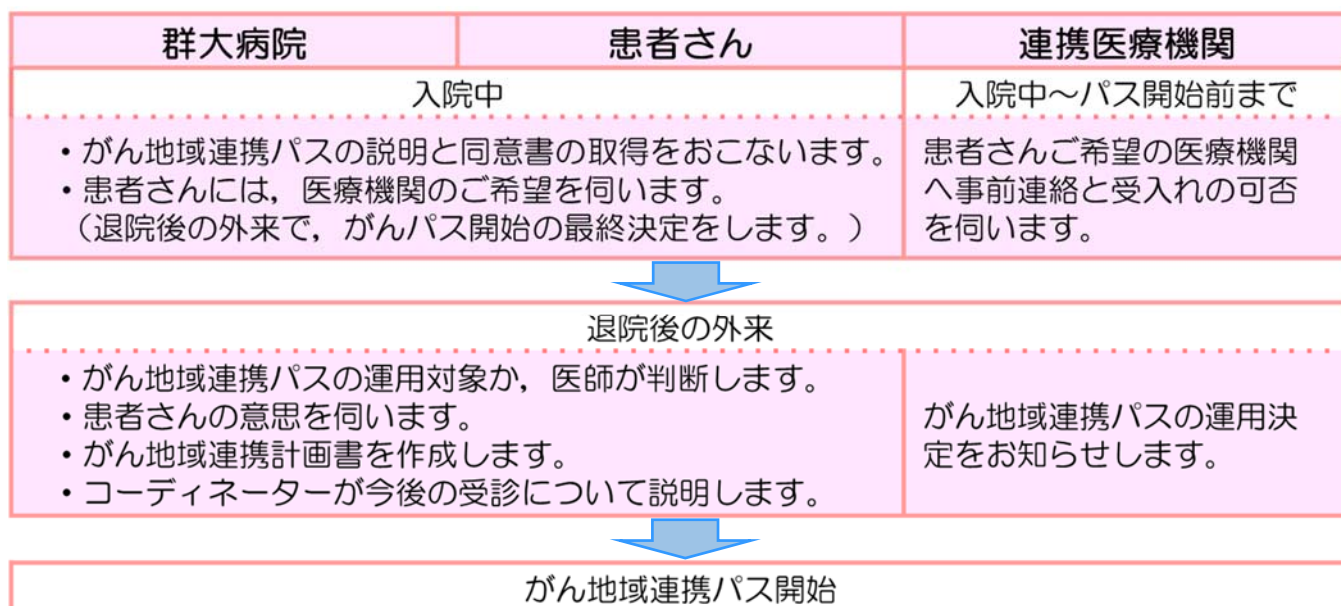 群大病院 患者さん 連携医療機関
入院中 入院中～パス開始前まで
・がん地域連携パスの説明と同意書の取得をおこないます。
・患者さんには，医療機関のご希望を伺います。
（退院後の外来で，がんパス開始の最終決定をします。）
患者さんご希望の医療機関
へ事前連絡と受入れの可否
を伺います。
退院後の外来
・がん地域連携パスの運用対象か，医師が判断します。
・患者さんの意思を伺います。
・がん地域連携計画書を作成します。
・コーディネーターが今後の受診について説明します。
がん地域連携パスの運用決
定をお知らせします。
がん地域連携パス開始